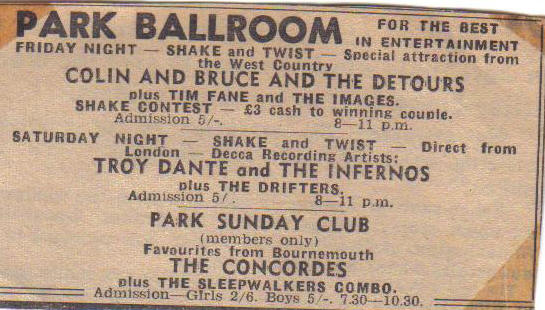 PARK BALLROOM FOR THE BEST
IN ENTERTAINMENT
FRIDAY NIGHT — SHAKE and TWIST — Special attraction from
the West Country
COLIN AND BRUCE AND THE DETOURS
plus TIM FANE and THE IMAGES.
SHAKE CONTEST — £3 cash to winning couple.
Admission 5/-. 8—11 p.m.
SATURDAY NIGHT — SHAKE and TWIST — Direct from
London — Decca Recording Artists:
TROY DANTE and THE INFERNOS
plus THE DRIFTERS.
Admission 5/. 8—11 p.m.
PARK SUNDAY CLUB
(members only)
Favourites from Bournemouth
THE CONCORDES
plus THE SLEEPWALKERS COMBO.
Admission—Girls 2/6. Boys 5/-. 7.30—10.30.